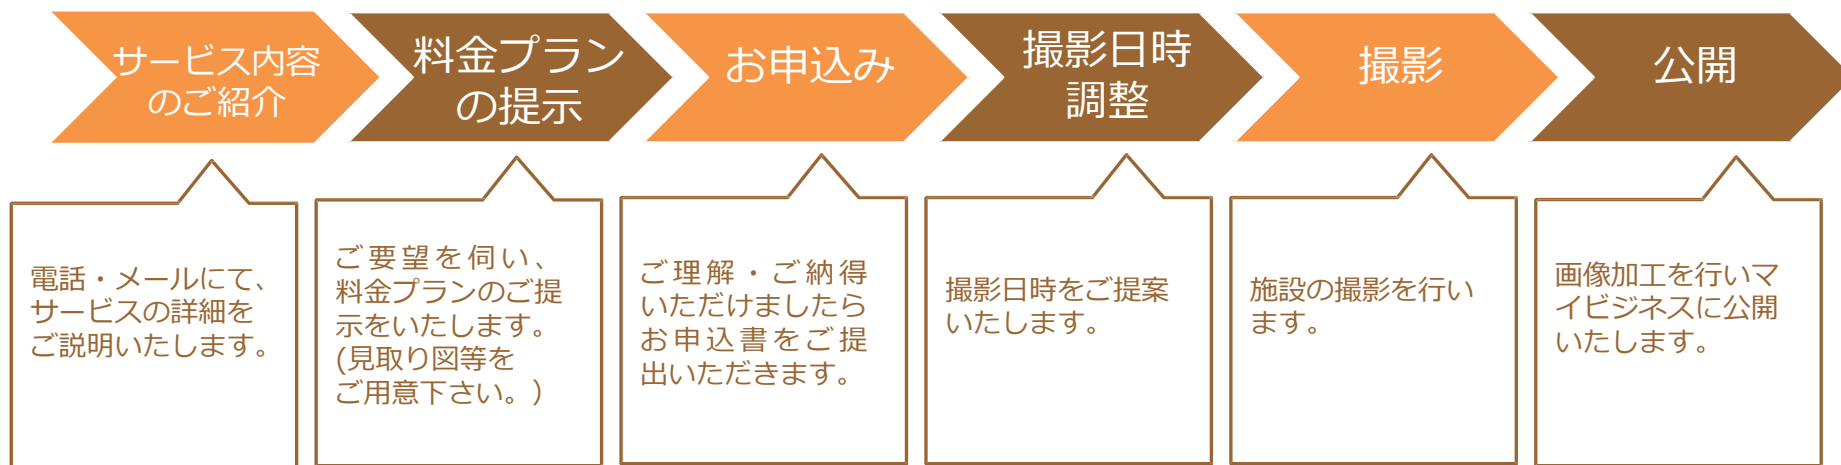 サービス内容
のご紹介
料金プラン
の提示
お申込み
撮影日時
調整
撮影
公開
電話・メールにて、
サービスの詳細を
ご説明いたします。
ご要望を伺い、
料金プランのご提
示をいたします。
(見取り図等を
ご用意下さい。）
ご理解・ご納得
いただけましたら
お申込書をご提
出いただきます。
撮影日時をご提案
いたします。
施設の撮影を行い
ます。
画像加工を行いマ
イビジネスに公開
いたします。